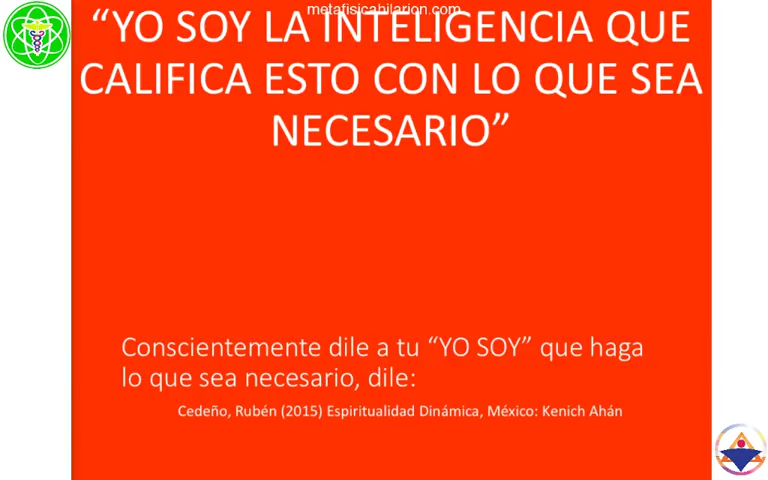 metafisicahilarion.com
“YO SOY LA INTELIGENCIA QUE
CALIFICA ESTO CON LO QUE SEA
NECESARIO”
Conscientemente dile a tu “YO SOY” que haga
lo que sea necesario, dile:
Cedeño, Rubén (2015) Espiritualidad Dinámica, México: Kenich Ahán